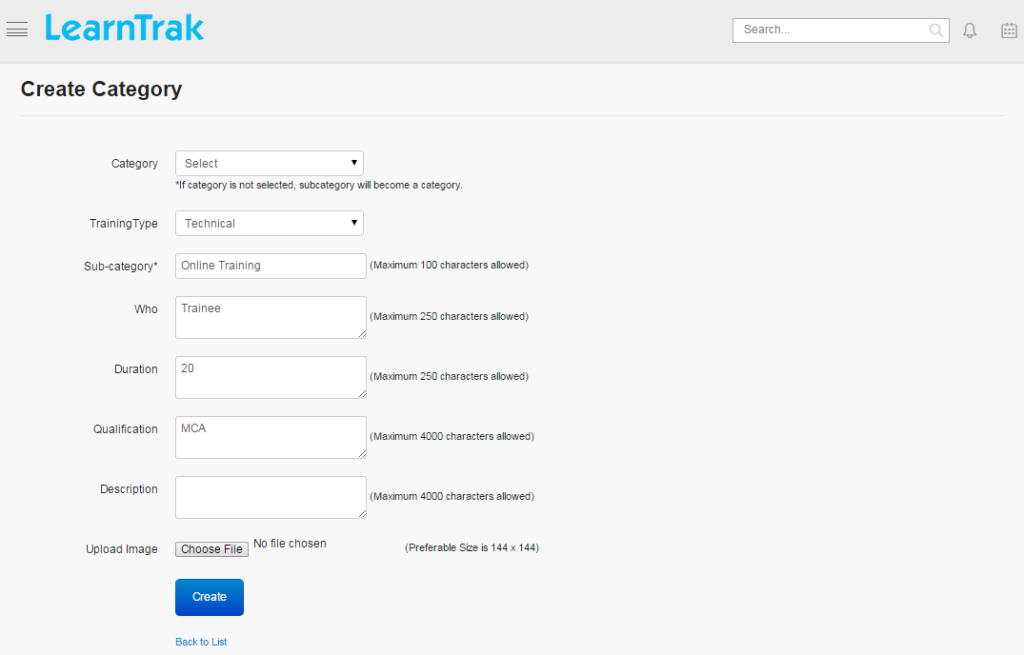 LearnTrak
Search...
Create Category
Category Select
*If category is not selected, subcategory will become a category.
TrainingType Technical
Sub-category* Online Training (Maximum 100 characters allowed)
Who Trainee (Maximum 250 characters allowed)
Duration 20 (Maximum 250 characters allowed)
Qualification MCA (Maximum 4000 characters allowed)
Description (Maximum 4000 characters allowed)
Upload Image Choose File No file chosen (Preferable Size is 144 x 144)
Create
Back to List